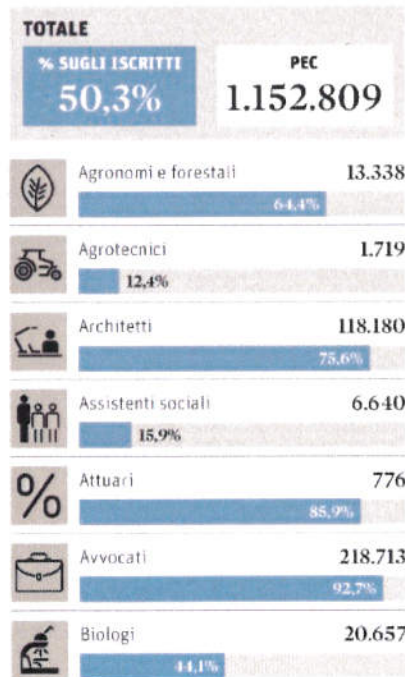 TOTALE
% SUGLI ISCRITTI
50,3%
PEC
1.152.809
Agronomi e forestali 13.338
64,4%
Agrotecnici 1.719
12,4%
Architetti 118.180
75,6%
Assistenti sociali 6.640
15,9%
% Attuari 776
85,9%
Avvocati 218.713
92,7%
Biologi 20.657
44,1%